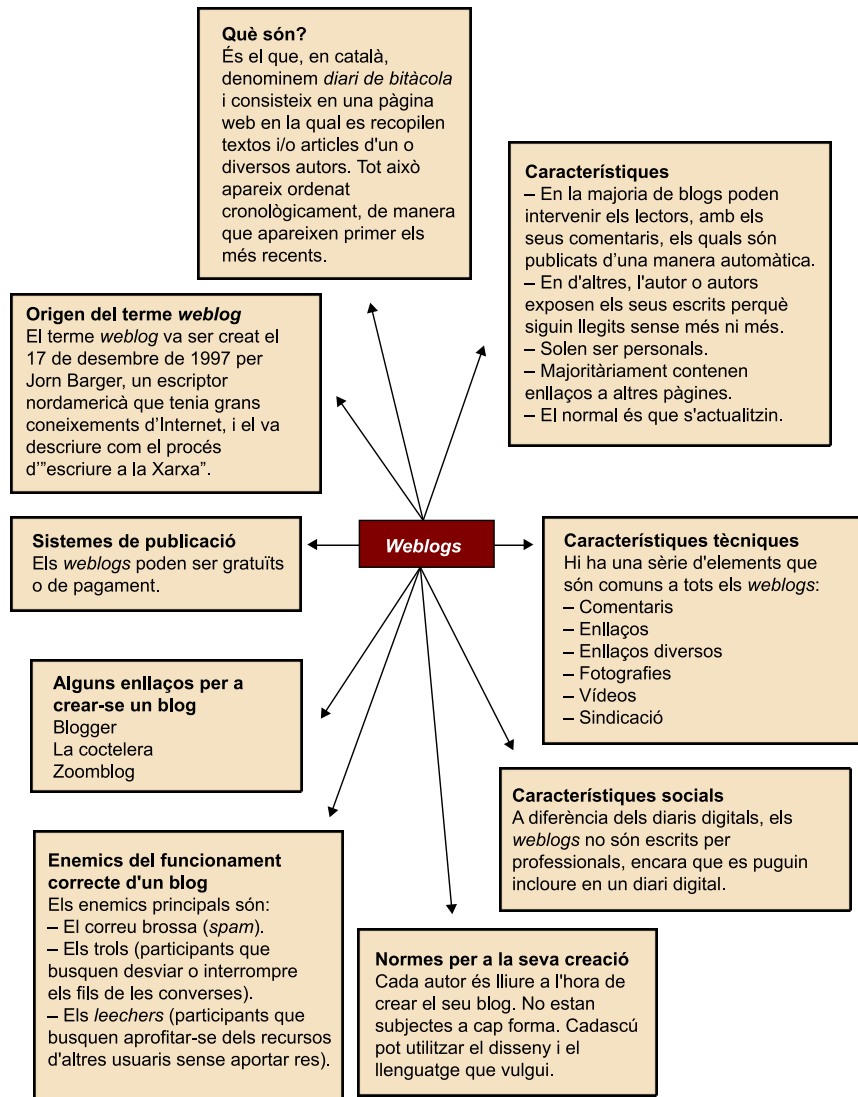 Què són?
És el que, en català,
denominem diari de bitàcola
i consisteix en una pàgina
web en la qual es recopilen
textos i/o articles d'un o
diversos autors. Tot això
apareix ordenat
cronològicament, de manera
que apareixen primer els
més recents.
Característiques
– En la majoria de blogs poden
intervenir els lectors, amb els
seus comentaris, els quals són
publicats d’una manera automàtica.
– En d'altres, l'autor o autors
exposen els seus escrits perquè
siguin llegits sense més ni més.
– Solen ser personals.
– Majoritàriament contenen
enllaços a altres pàgines.
– El normal és que s'actualitzin.
Origen del terme weblog
El terme weblog va ser creat el
17 de desembre de 1997 per
Jorn Barger, un escriptor
nordamericà que tenia grans
coneixements d’Internet, i el va
descriure com el procés
d’”escriure a la Xarxa”.
Sistemes de publicació
Els weblogs poden ser gratuïts
o de pagament.
Weblogs
Característiques tècniques
Hi ha una sèrie d'elements que
són comuns a tots els weblogs:
– Comentaris
– Enllaços
– Enllaços diversos
– Fotografies
– Vídeos
– Sindicació
Alguns enllaços per a
crear-se un blog
Blogger
La coctelera
Zoomblog
Característiques socials
A diferència dels diaris digitals, els
weblogs no són escrits per
professionals, encara que es puguin
incloure en un diari digital.
Enemics del funcionament
correcte d'un blog
Els enemics principals són:
– El correu brossa (spam).
– Els trols (participants que
busquen desviar o interrompre
els fils de les converses).
– Els leechers (participants que
busquen aprofitar-se dels recursos
d'altres usuaris sense aportar res).
Normes per a la seva creació
Cada autor és lliure a l'hora de
crear el seu blog. No estan
subjectes a cap forma. Cadascú
pot utilitzar el disseny i el
llenguatge que vulgui.